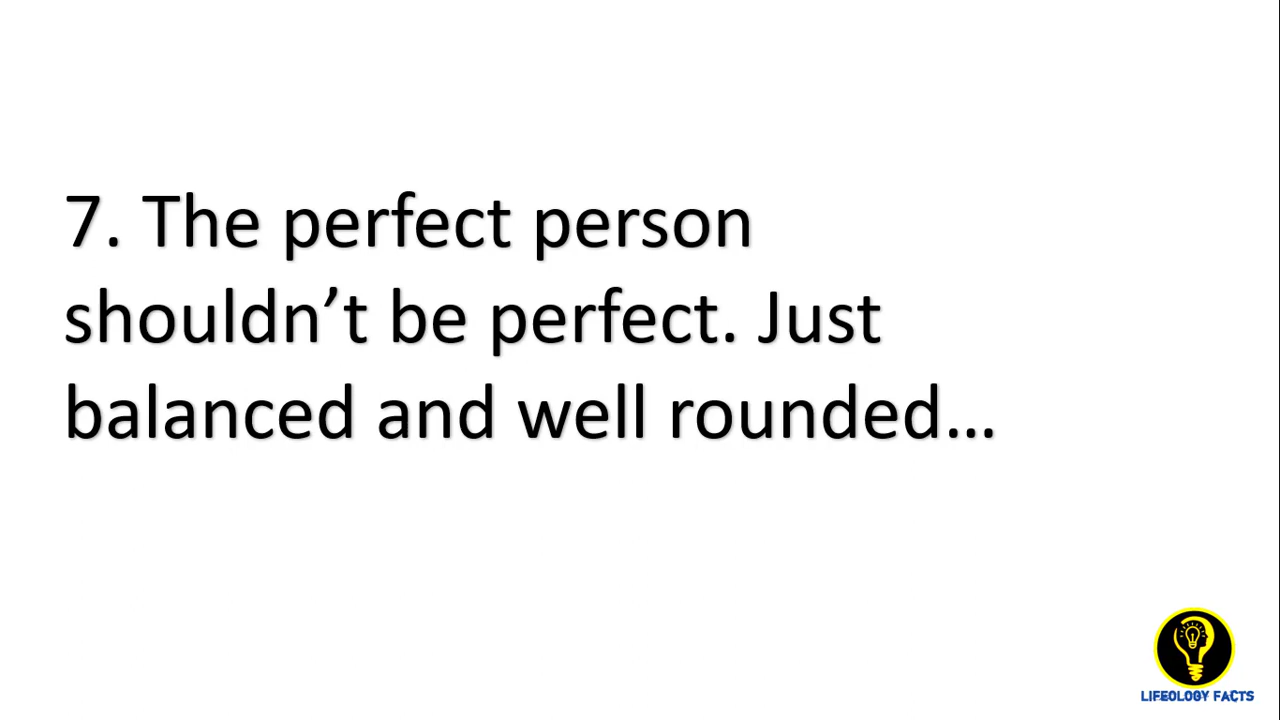 7. The perfect person
shouldn’t be perfect. Just
balanced and well rounded…
LIFEOLOGY FACTS